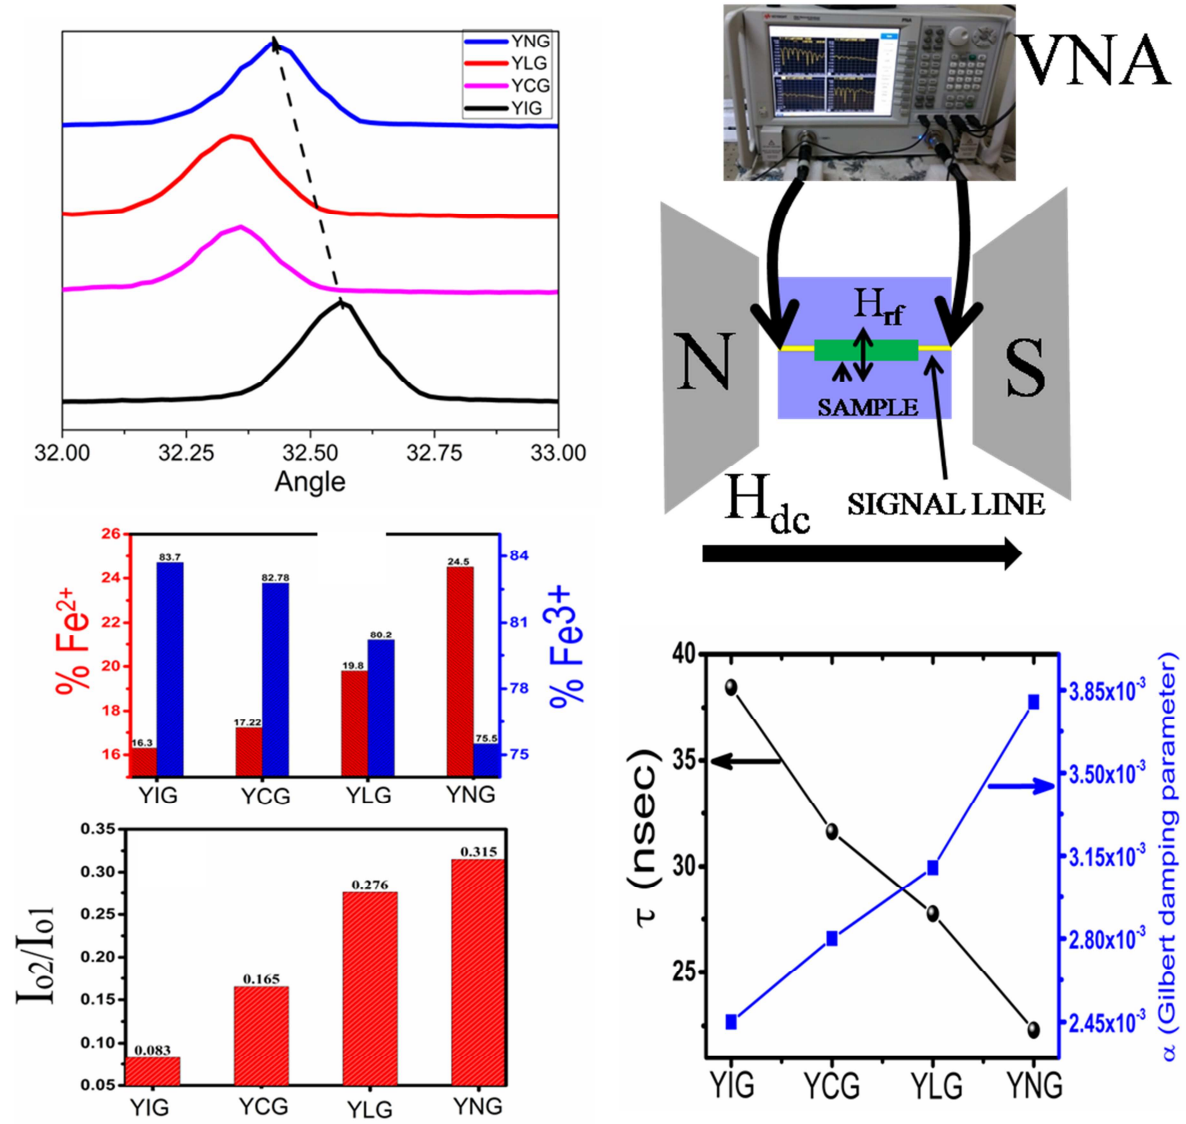 YNG
YLG
YCG
YIG
32.00
32.25
32.50
32.75
33.00
Angle
VNA
N
S
Hrf
SAMPLE
Hdc
SIGNAL LINE
% Fe2+
26
24
22
20
18
16
16.3
83.7
17.22
82.78
19.8
80.2
24.5
75.5
84
81
78
75
% Fe3+
YIG
YCG
YLG
YNG
Io2/Io1
0.35
0.30
0.25
0.20
0.15
0.10
0.05
0.083
0.165
0.276
0.315
YIG
YCG
YLG
YNG
τ (nsec)
40
35
30
25
3.85x10-3
3.50x10-3
3.15x10-3
2.80x10-3
2.45x10-3
α (Gilbert damping parameter)
YIG
YCG
YLG
YNG